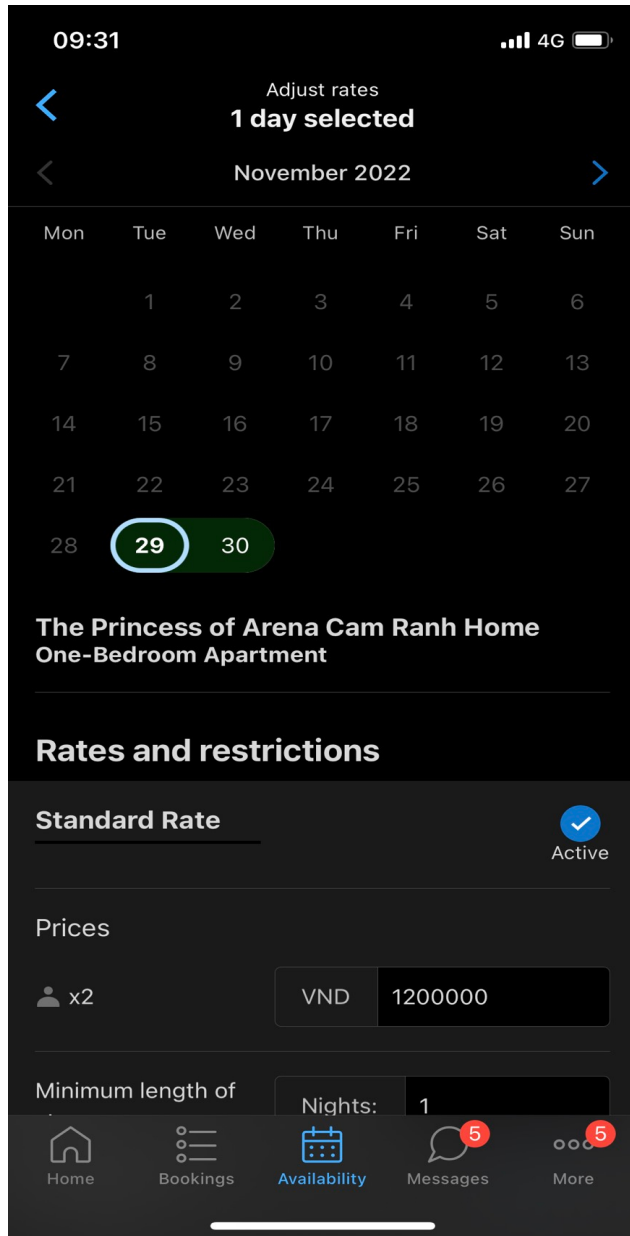 09:31 4G
Adjust rates
1 day selected
November 2022
Mon Tue Wed Thu Fri Sat Sun
1 2 3 4 5 6
7 8 9 10 11 12 13
14 15 16 17 18 19 20
21 22 23 24 25 26 27
28 29 30
The Princess of Arena Cam Ranh Home
One-Bedroom Apartment
Rates and restrictions
Standard Rate
Active
Prices
x2 VND 1200000
Minimum length of
Nights: 1
5 5
Home Bookings Availability Messages More